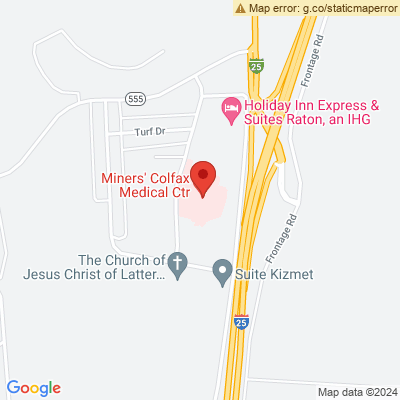 Map error: g.co/staticmaperror
25
Frontage Rd
555
Holiday Inn Express &
Suites Raton, an IHG
Turf Dr
Miners' Colfax
Medical Ctr
Frontage Rd
The Church of
Jesus Christ of Latter...
Suite Kizmet
25
Google
Map data ©2024